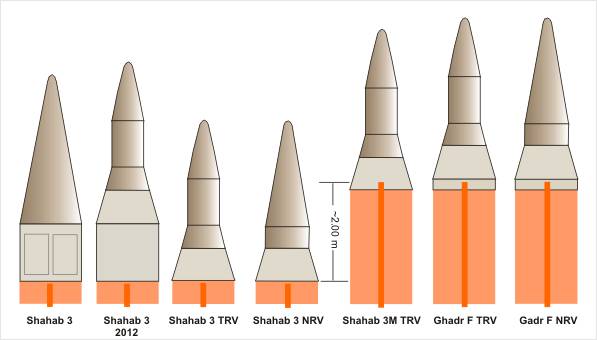 ~2.00 m
Shahab 3
Shahab 3
2012
Shahab 3 TRV
Shahab 3 NRV
Shahab 3M TRV
Ghadr F TRV
Gadr F NRV